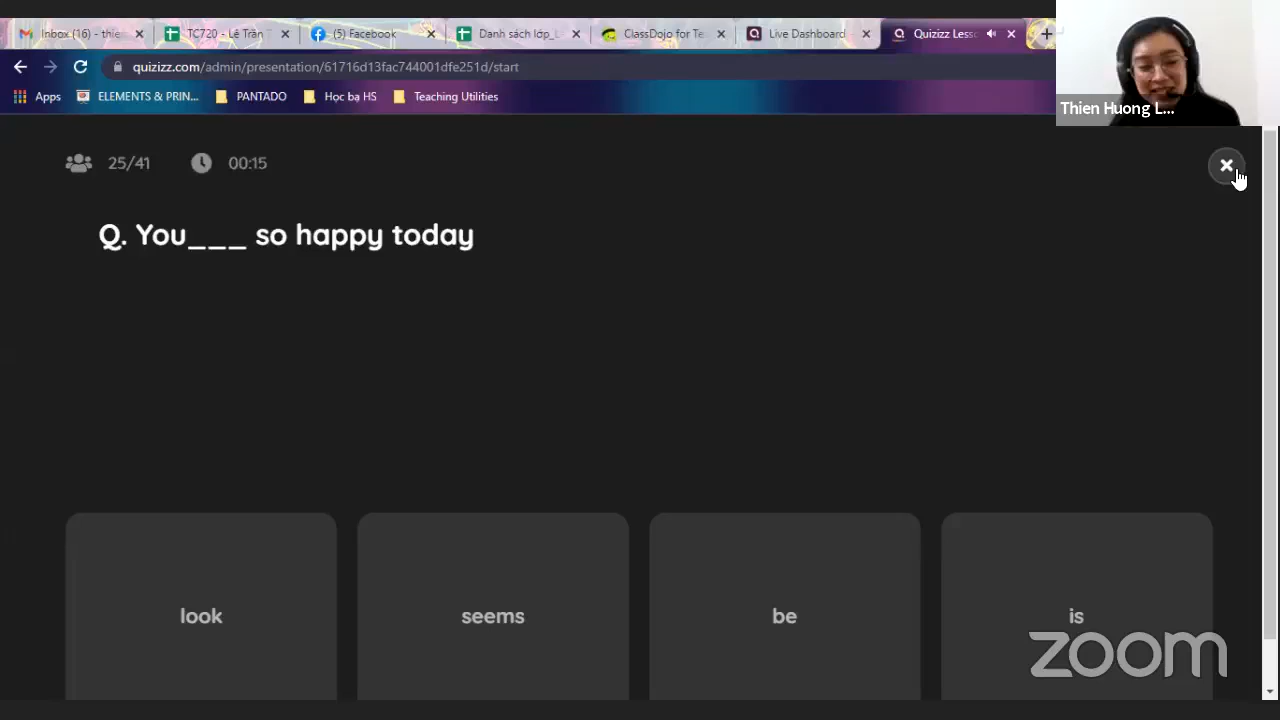 Inbox (16) - thie
TC720 - Lê Trần T
(5) Facebook
Danh sách lớp_L
ClassDojo for Te
Live Dashboard
Quizizz Less
quizizz.com/admin/presentation/61716d13fac744001dfe251d/start
Apps
ELEMENTS & PRIN...
PANTADO
Học bạ HS
Teaching Utilities
Thien Huong L...
25/41
00:15
Q. You___ so happy today
look
seems
be
is
zoom